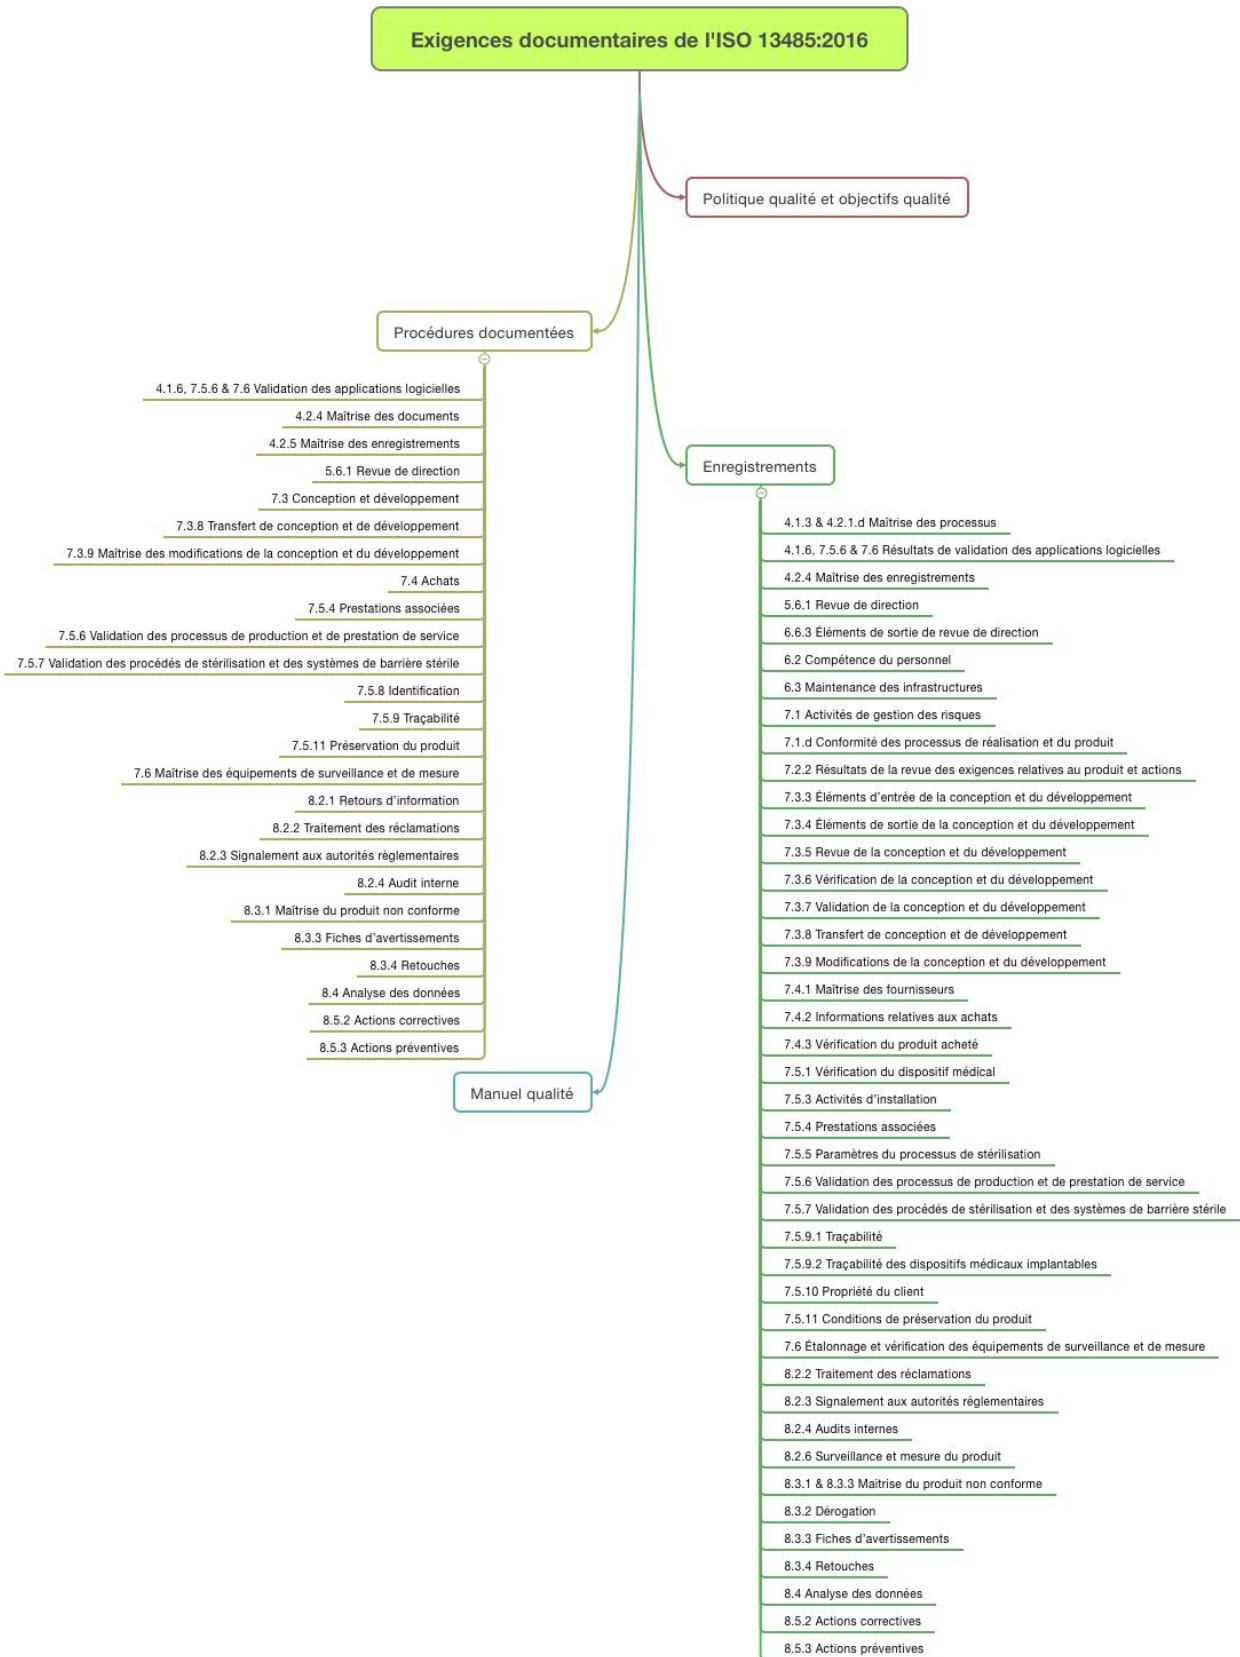 Exigences documentaires de l'ISO 13485:2016
Politique qualité et objectifs qualité
Procédures documentées
4.1.6, 7.5.6 & 7.6 Validation des applications logicielles
4.2.4 Maîtrise des documents
4.2.5 Maîtrise des enregistrements
5.6.1 Revue de direction
7.3 Conception et développement
7.3.8 Transfert de conception et de développement
7.3.9 Maîtrise des modifications de la conception et du développement
7.4 Achats
7.5.4 Prestations associées
7.5.6 Validation des processus de production et de prestation de service
7.5.7 Validation des procédés de stérilisation et des systèmes de barrière stérile
7.5.8 Identification
7.5.9 Traçabilité
7.5.11 Préservation du produit
7.6 Maîtrise des équipements de surveillance et de mesure
8.2.1 Retours d'information
8.2.2 Traitement des réclamations
8.2.3 Signalement aux autorités règlementaires
8.2.4 Audit interne
8.3.1 Maîtrise du produit non conforme
8.3.3 Fiches d'avertissements
8.3.4 Retouches
8.4 Analyse des données
8.5.2 Actions correctives
8.5.3 Actions préventives
Manuel qualité
Enregistrements
4.1.3 & 4.2.1.d Maîtrise des processus
4.1.6, 7.5.6 & 7.6 Résultats de validation des applications logicielles
4.2.4 Maîtrise des enregistrements
5.6.1 Revue de direction
6.6.3 Éléments de sortie de revue de direction
6.2 Compétence du personnel
6.3 Maintenance des infrastructures
7.1 Activités de gestion des risques
7.1.d Conformité des processus de réalisation et du produit
7.2.2 Résultats de la revue des exigences relatives au produit et actions
7.3.3 Éléments d'entrée de la conception et du développement
7.3.4 Éléments de sortie de la conception et du développement
7.3.5 Revue de la conception et du développement
7.3.6 Vérification de la conception et du développement
7.3.7 Validation de la conception et du développement
7.3.8 Transfert de conception et de développement
7.3.9 Modifications de la conception et du développement
7.4.1 Maîtrise des fournisseurs
7.4.2 Informations relatives aux achats
7.4.3 Vérification du produit acheté
7.5.1 Vérification du dispositif médical
7.5.3 Activités d'installation
7.5.4 Prestations associées
7.5.5 Paramètres du processus de stérilisation
7.5.6 Validation des processus de production et de prestation de service
7.5.7 Validation des procédés de stérilisation et des systèmes de barrière stérile
7.5.9.1 Traçabilité
7.5.9.2 Traçabilité des dispositifs médicaux implantables
7.5.10 Propriété du client
7.5.11 Conditions de préservation du produit
7.6 Étalonnage et vérification des équipements de surveillance et de mesure
8.2.2 Traitement des réclamations
8.2.3 Signalement aux autorités réglementaires
8.2.4 Audits internes
8.2.6 Surveillance et mesure du produit
8.3.1 & 8.3.3 Maitrise du produit non conforme
8.3.2 Dérogation
8.3.3 Fiches d'avertissements
8.3.4 Retouches
8.4 Analyse des données
8.5.2 Actions correctives
8.5.3 Actions préventives